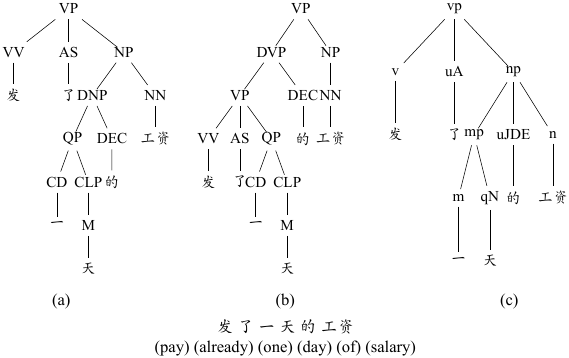 VP VP vp
VV AS NP DVP NP v uA np
发 了 DNP NN VP DEC NN 发 了 mp uJDE n
QP DEC 工资 VV AS QP 的 工资 m qN 的 工资
CD CLP 的 发 了 CD CLP 一 天
一 M 一 M
天 天
(a) (b) (c)
发 了 一 天 的 工资
(pay) (already) (one) (day) (of) (salary)